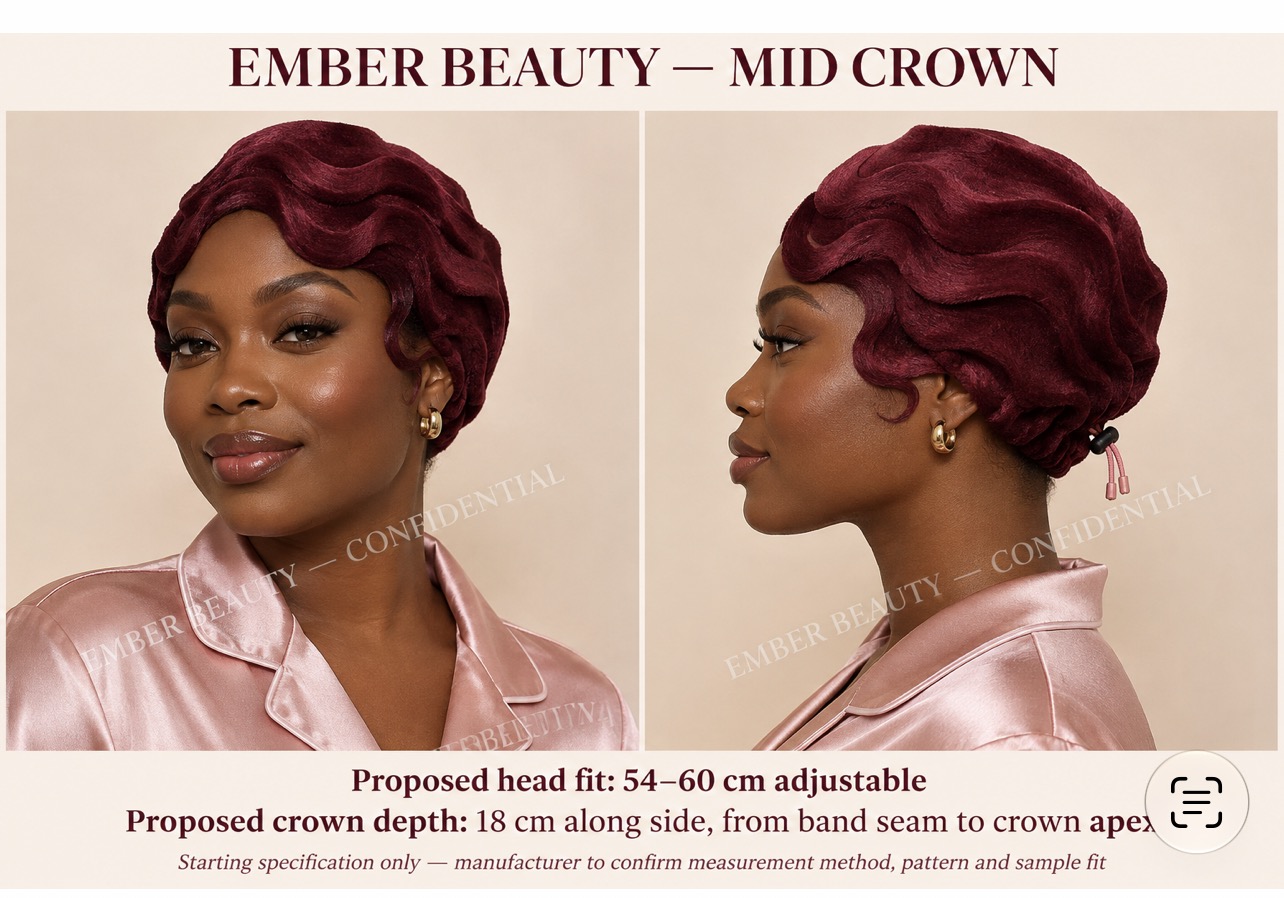 EMBER BEAUTY — MID CROWN
EMBER BEAUTY — CONFIDENTIAL
EMBER BEAUTY — CONFIDENTIAL
Proposed head fit: 54–60 cm adjustable
Proposed crown depth: 18 cm along side, from band seam to crown apex
Starting specification only — manufacturer to confirm measurement method, pattern and sample fit